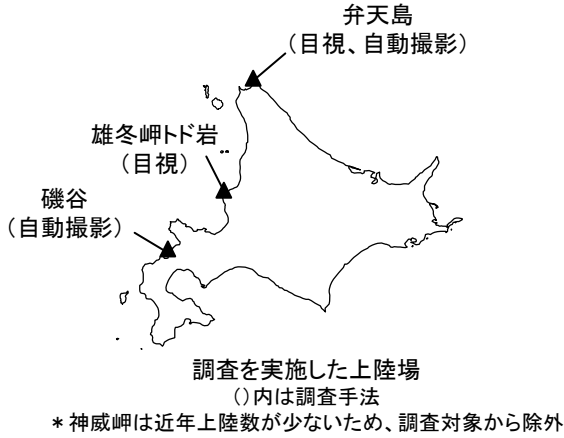 弁天島
（目視、自動撮影）
雄冬岬トド岩
（目視）
磯谷
（自動撮影）
調査を実施した上陸場
（）内は調査手法
＊神威岬は近年上陸数が少ないため、調査対象から除外